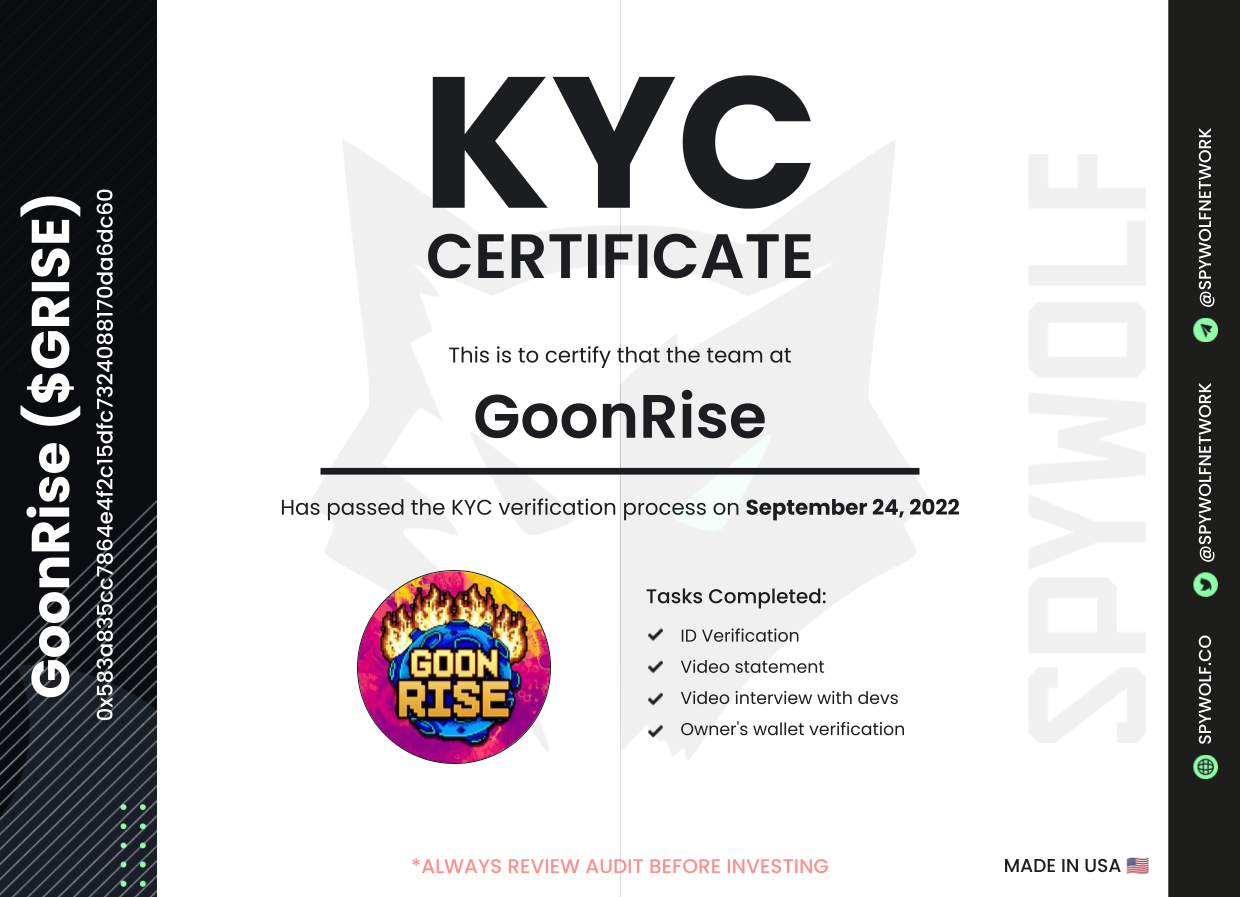 GoonRise ($GRISE)
0x583a835cc7864e4f2c15dfc7324088170da6dc60
KYC
CERTIFICATE
This is to certify that the team at
GoonRise
Has passed the KYC verification process on September 24, 2022
GOON
RISE
Tasks Completed:
ID Verification
Video statement
Video interview with devs
Owner's wallet verification
*ALWAYS REVIEW AUDIT BEFORE INVESTING
MADE IN USA 🇺🇸
SPYWOLF
@SPYWOLFNETWORK
@SPYWOLFNETWORK
SPYWOLF.CO